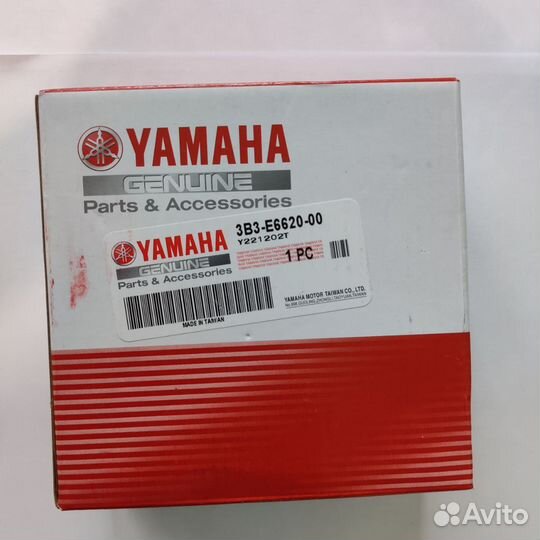 YAMAHA
GENUINE
Parts & Accessories
YAMAHA
GENUINE
Parts & Accessories
3B3-E6620-00
Y221202T
1 PC
MADE IN TAIWAN
YAMAHA MOTOR TAIWAN CO., LTD.
Avito